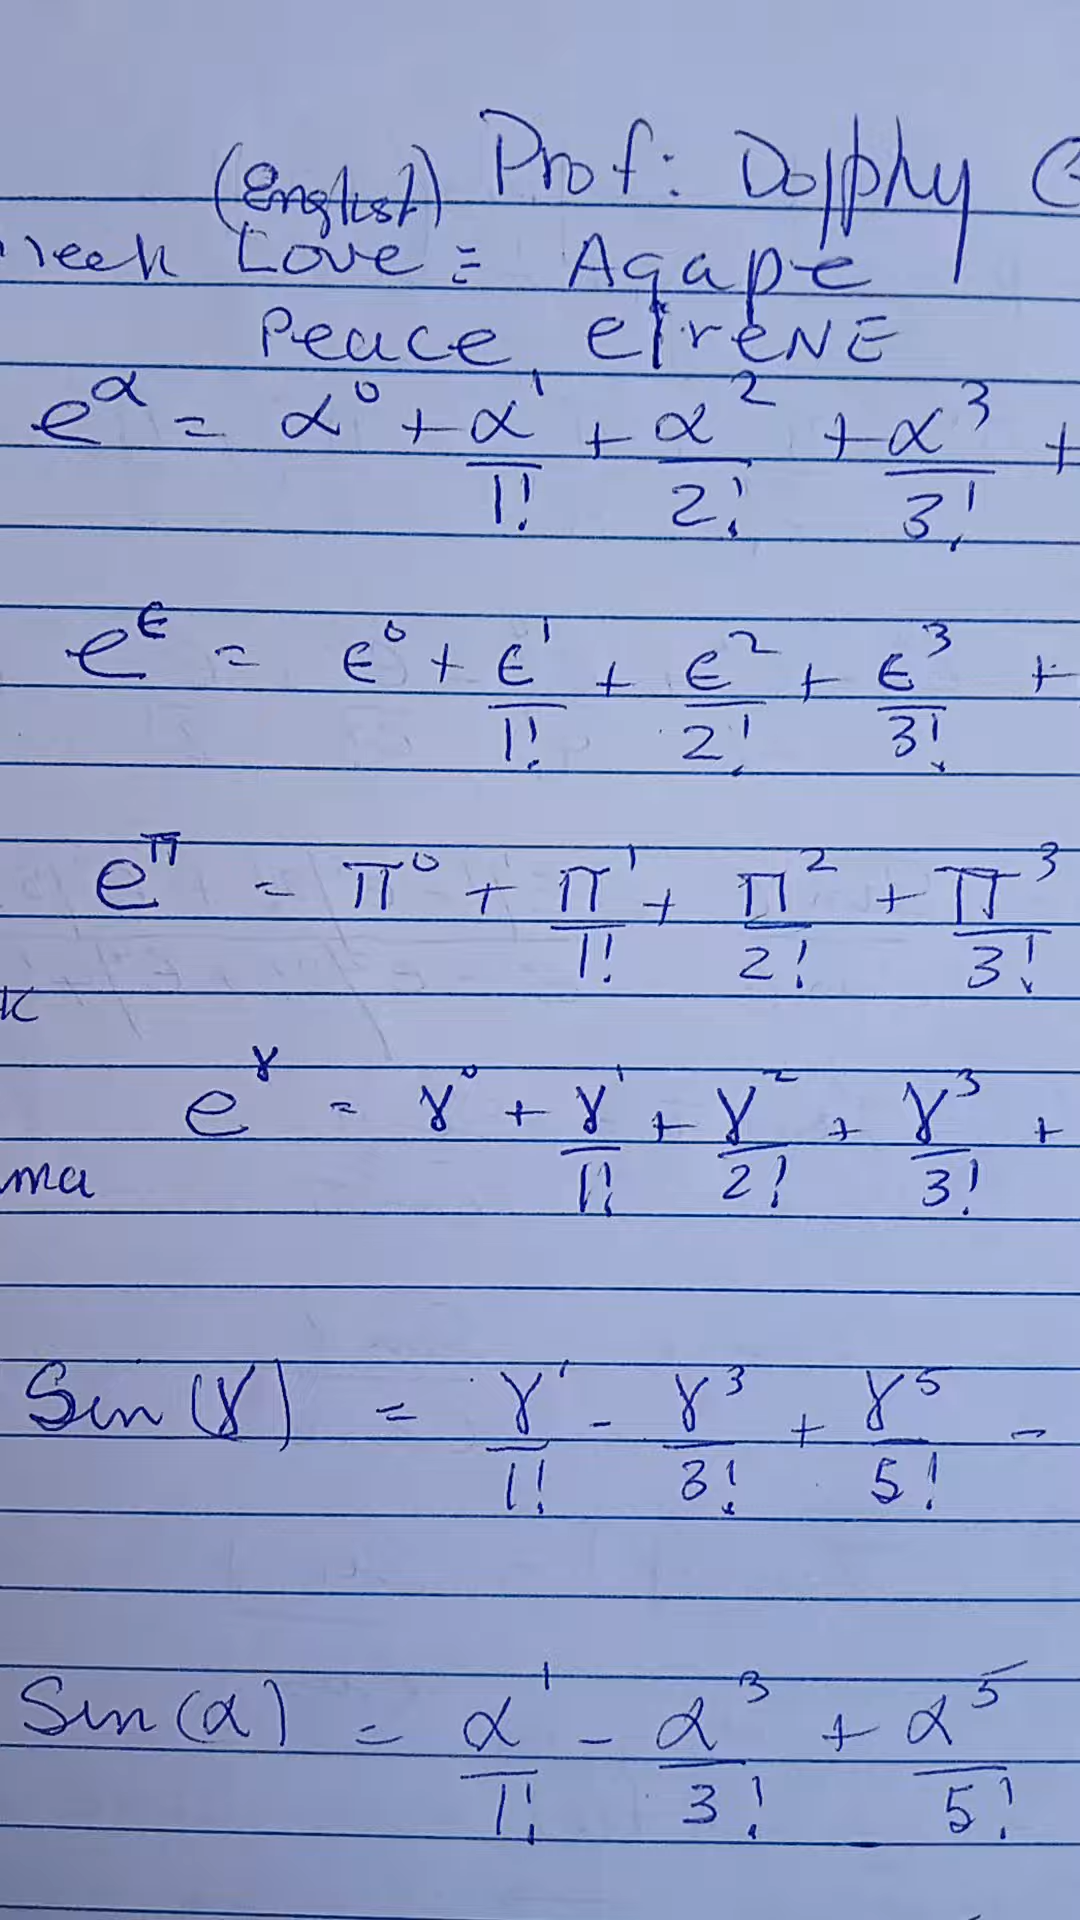 (English) Prof: Dolphy
Love = Agape
Peace, eireNE
e^α = α^0 + α^1/1! + α^2/2! + α^3/3! +
e^ε = ε^0 + ε^1/1! + ε^2/2! + ε^3/3! +
e^π = π^0 + π^1/1! + π^2/2! + π^3/3!
e^γ = γ^0 + γ^1/1! + γ^2/2! + γ^3/3! +
ma
Sin(γ) = γ^1/1! - γ^3/3! + γ^5/5! -
Sin(α) = α^1/1! - α^3/3! + α^5/5!